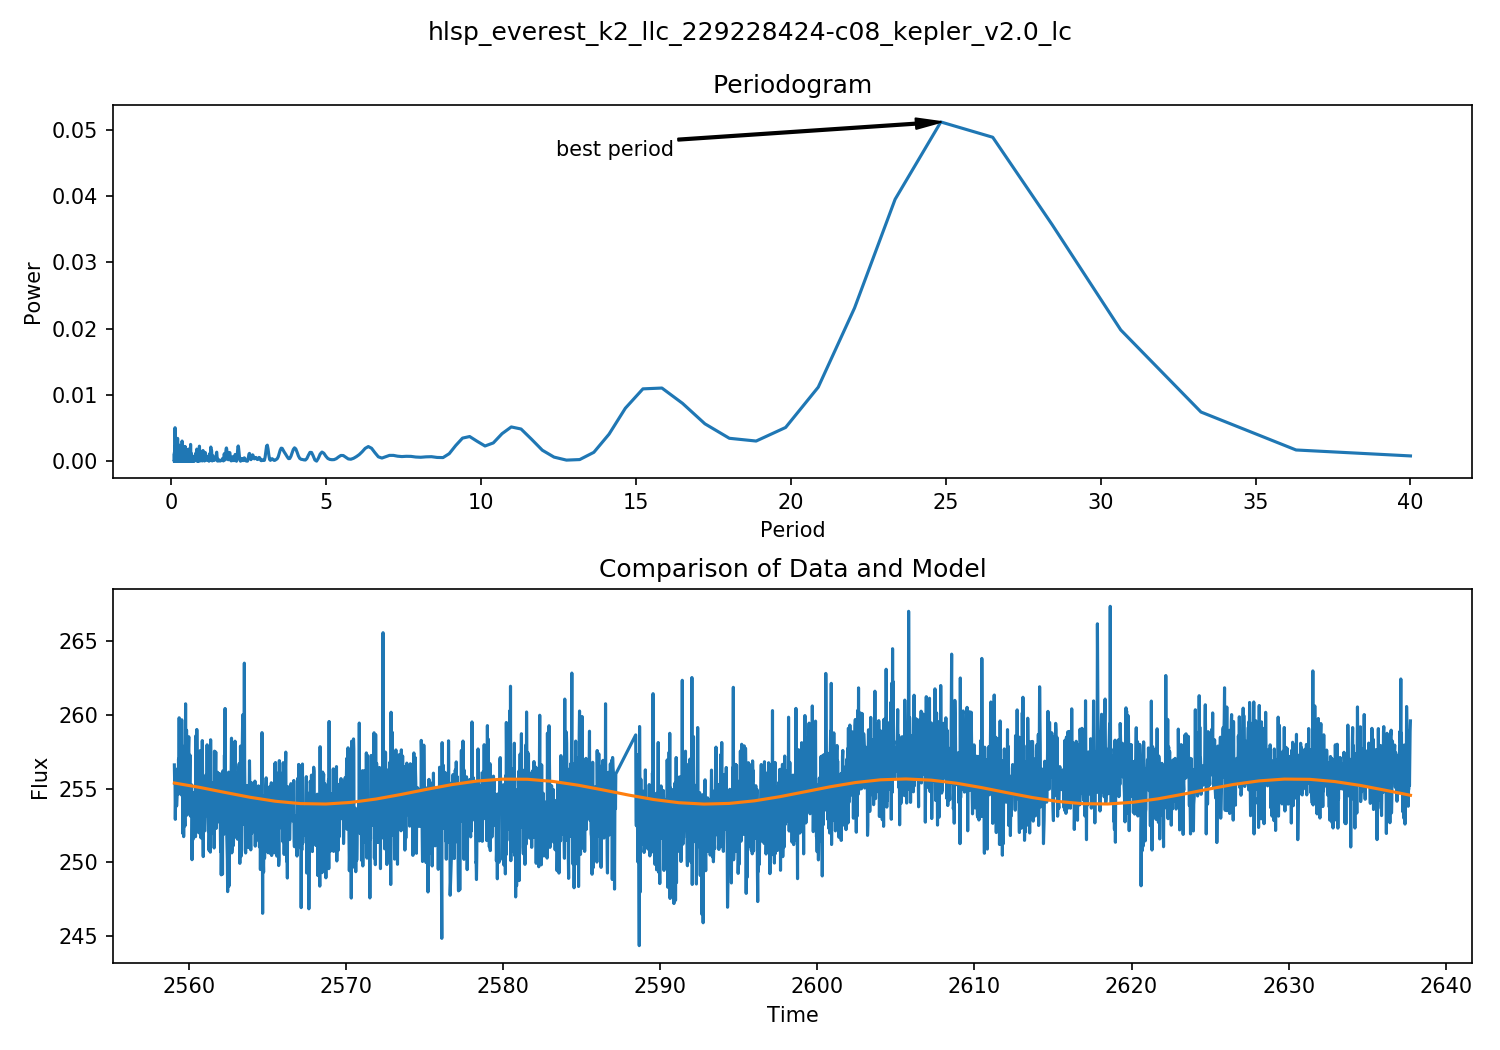 hlsp_everest_k2_llc_229228424-c08_kepler_v2.0_lc
Periodogram
0.05
0.04
0.03
0.02
0.01
0.00
Power
best period
0 5 10 15 20 25 30 35 40
Period
Comparison of Data and Model
265
260
255
250
245
Flux
2560 2570 2580 2590 2600 2610 2620 2630 2640
Time